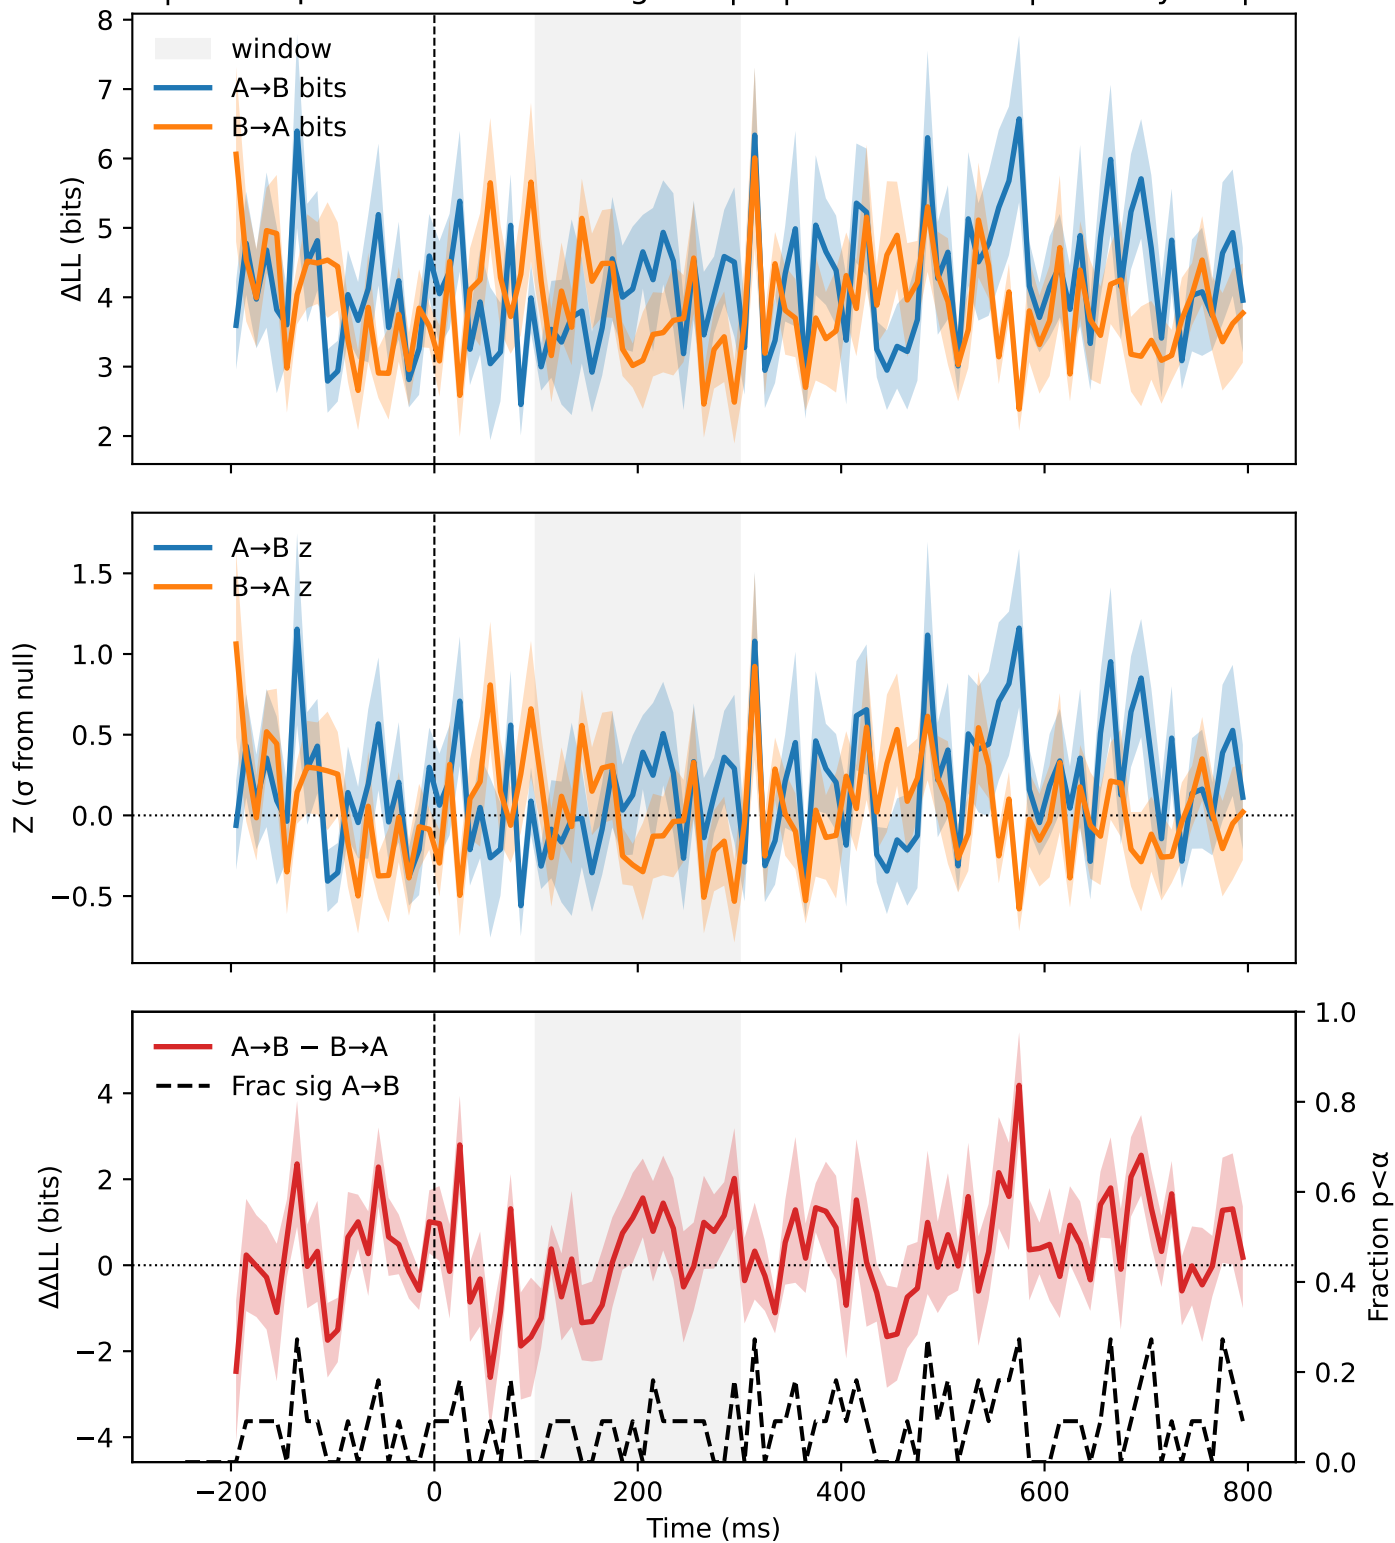 8
7
6
5
4
3
2
ΔLL (bits)
window
A→B bits
B→A bits
1.5
1.0
0.5
0.0
−0.5
Z (σ from null)
A→B z
B→A z
4
2
0
−2
−4
ΔΔLL (bits)
A→B − B→A
Frac sig A→B
1.0
0.8
0.6
0.4
0.2
0.0
Fraction p<α
−200 0 200 400 600 800
Time (ms)